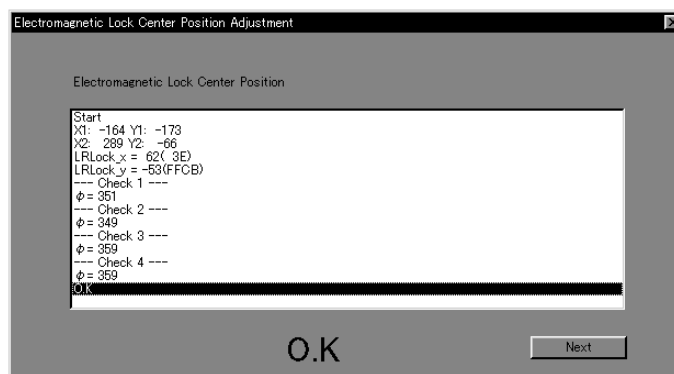 Electromagnetic Lock Center Position Adjustment
Electromagnetic Lock Center Position
Start
X1: -164 Y1: -173
X2: 289 Y2: -66
LRLock_x = 62( 3E)
LRLock_y = -53(FFCB)
--- Check 1 ---
φ= 351
--- Check 2 ---
φ= 349
--- Check 3 ---
φ= 359
--- Check 4 ---
φ= 359
O.K
O.K
Next